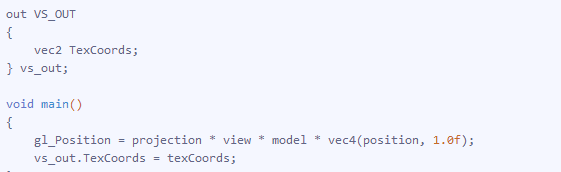 out VS_OUT
{
    vec2 TexCoords;
} vs_out;
void main()
{
    gl_Position = projection * view * model * vec4(position, 1.0f);
    vs_out.TexCoords = texCoords;